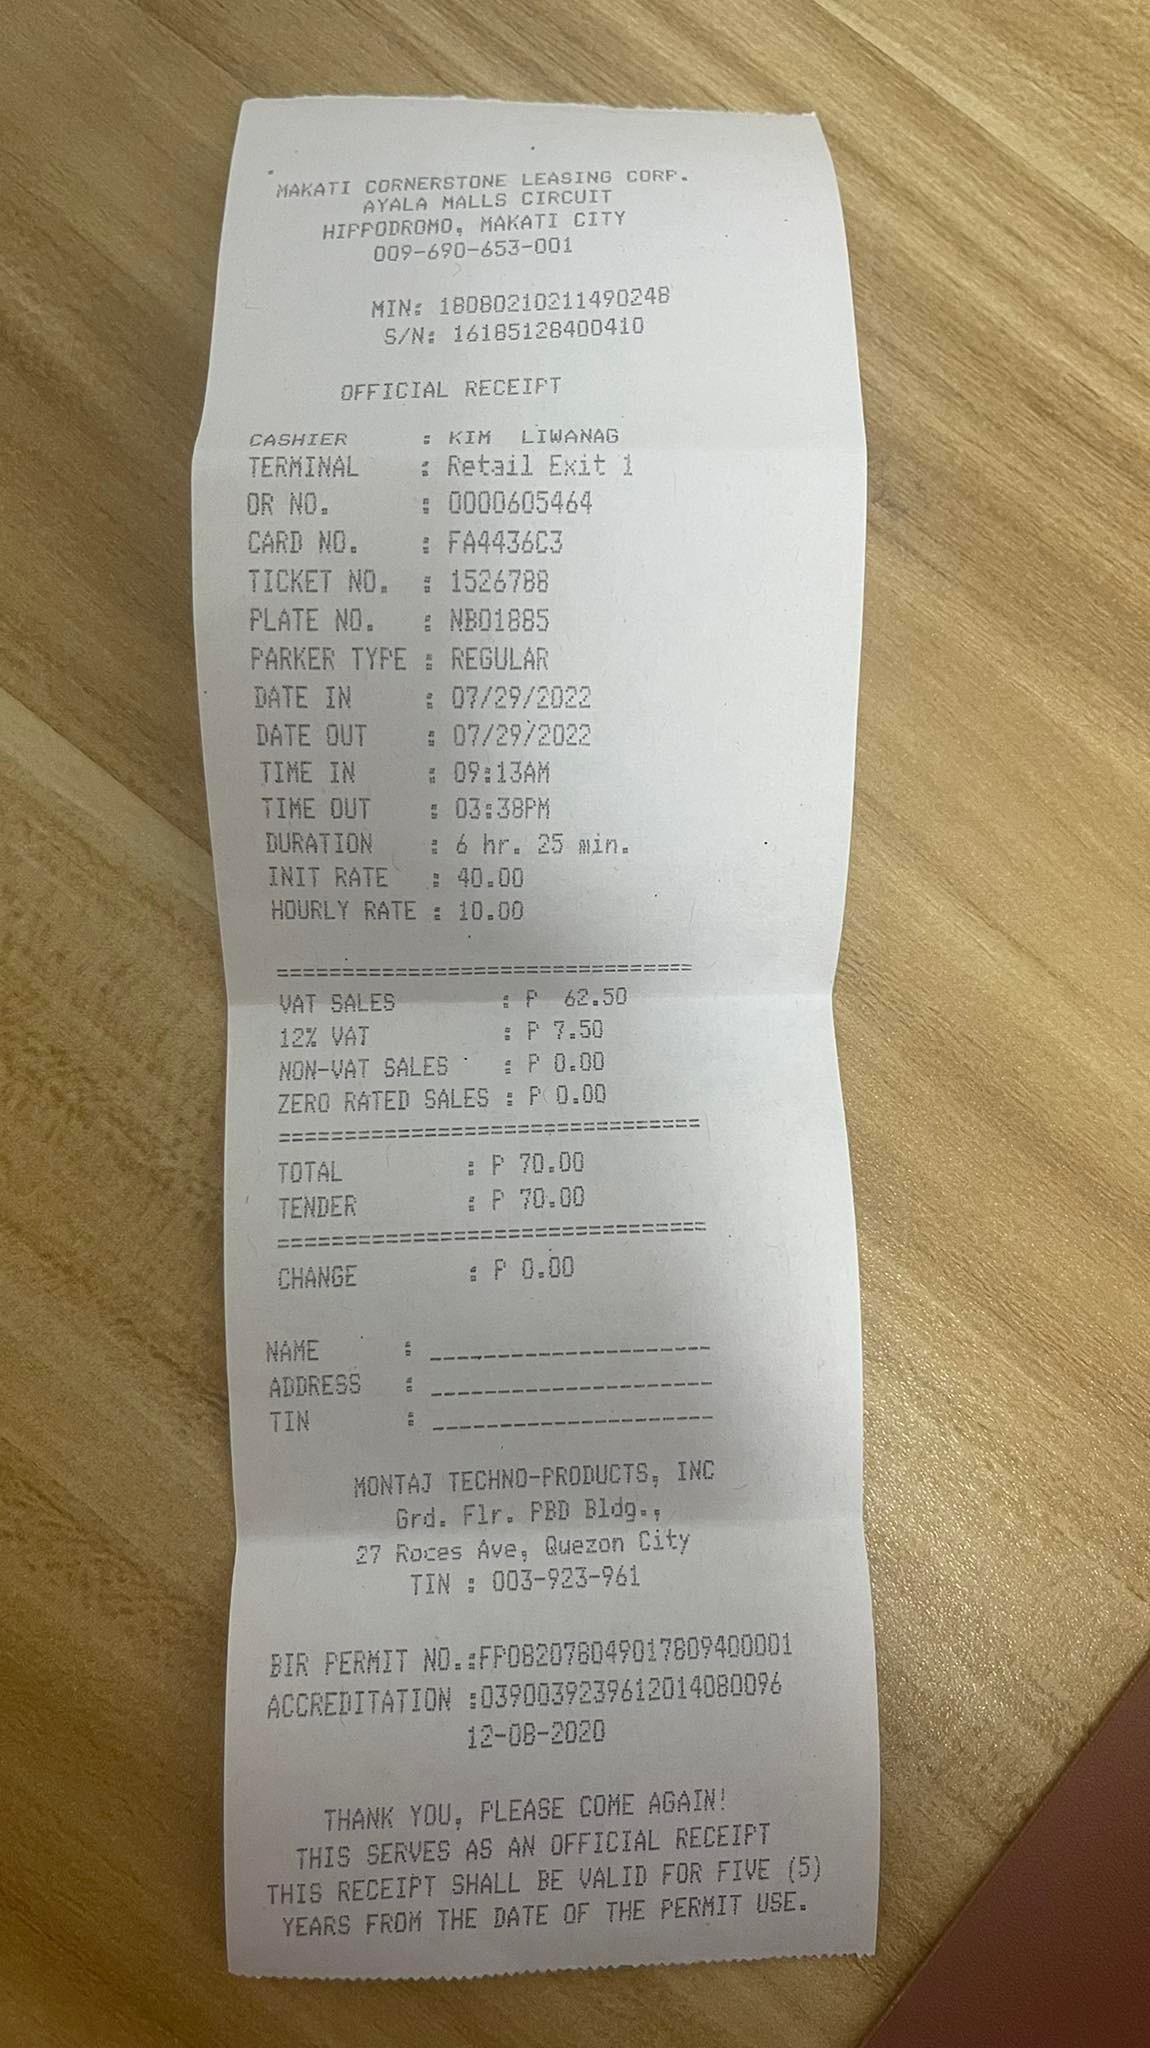 MAKATI CORNERSTONE LEASING CORP.
AYALA MALLS CIRCUIT
HIPPODROMO, MAKATI CITY
009-690-653-001
MIN: 18080210211490248
S/N: 16185128400410
OFFICIAL RECEIPT
CASHIER : KIM LIWANAG
TERMINAL : Retail Exit 1
OR NO. : 0000605464
CARD NO. : FA4436C3
TICKET NO. : 1526788
PLATE NO. : NBO1885
PARKER TYPE : REGULAR
DATE IN : 07/29/2022
DATE OUT : 07/29/2022
TIME IN : 09:13AM
TIME OUT : 03:38PM
DURATION : 6 hr. 25 min.
INIT RATE : 40.00
HOURLY RATE : 10.00
================================
VAT SALES : P 62.50
12% VAT : P 7.50
NON-VAT SALES : P 0.00
ZERO RATED SALES : P 0.00
================================
TOTAL : P 70.00
TENDER : P 70.00
================================
CHANGE : P 0.00
NAME : ____________________
ADDRESS : ____________________
TIN : ____________________
MONTAJ TECHNO-PRODUCTS, INC
Grd. Flr. PBD Bldg.,
27 Roces Ave, Quezon City
TIN : 003-923-961
BIR PERMIT NO.:FP082078049017809400001
ACCREDITATION :0390039239612014080096
12-08-2020
THANK YOU, PLEASE COME AGAIN!
THIS SERVES AS AN OFFICIAL RECEIPT
THIS RECEIPT SHALL BE VALID FOR FIVE (5)
YEARS FROM THE DATE OF THE PERMIT USE.